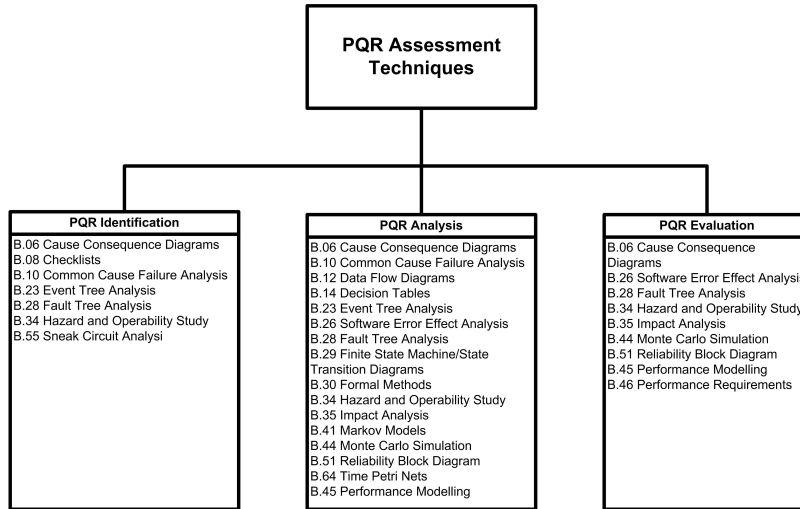 PQR Assessment
Techniques
PQR Identification
B.06 Cause Consequence Diagrams
B.08 Checklists
B.10 Common Cause Failure Analysis
B.23 Event Tree Analysis
B.28 Fault Tree Analysis
B.34 Hazard and Operability Study
B.55 Sneak Circuit Analysi
PQR Analysis
B.06 Cause Consequence Diagrams
B.10 Common Cause Failure Analysis
B.12 Data Flow Diagrams
B.14 Decision Tables
B.23 Event Tree Analysis
B.26 Software Error Effect Analysis
B.28 Fault Tree Analysis
B.29 Finite State Machine/State
Transition Diagrams
B.30 Formal Methods
B.34 Hazard and Operability Study
B.35 Impact Analysis
B.41 Markov Models
B.44 Monte Carlo Simulation
B.51 Reliability Block Diagram
B.64 Time Petri Nets
B.45 Performance Modelling
PQR Evaluation
B.06 Cause Consequence
Diagrams
B.26 Software Error Effect Analysis
B.28 Fault Tree Analysis
B.34 Hazard and Operability Study
B.35 Impact Analysis
B.44 Monte Carlo Simulation
B.51 Reliability Block Diagram
B.45 Performance Modelling
B.46 Performance Requirements